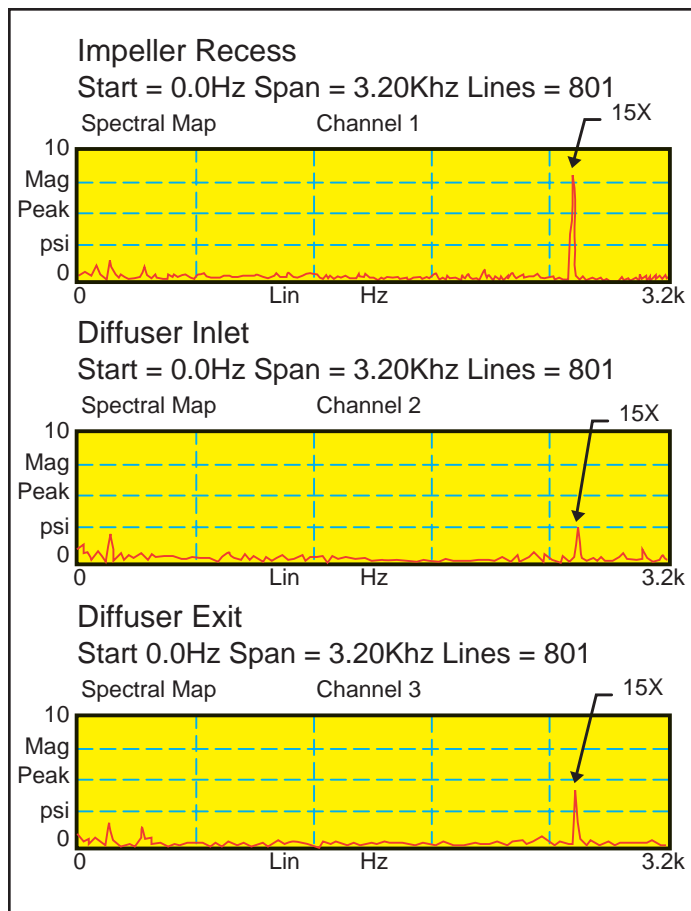 Impeller Recess
Start = 0.0Hz Span = 3.20Khz Lines = 801
Spectral Map Channel 1 15X
10
Mag
Peak
psi
0
0 Lin Hz 3.2k
Diffuser Inlet
Start = 0.0Hz Span = 3.20Khz Lines = 801
Spectral Map Channel 2 15X
10
Mag
Peak
psi
0
0 Lin Hz 3.2k
Diffuser Exit
Start 0.0Hz Span = 3.20Khz Lines = 801
Spectral Map Channel 3 15X
10
Mag
Peak
psi
0
0 Lin Hz 3.2k